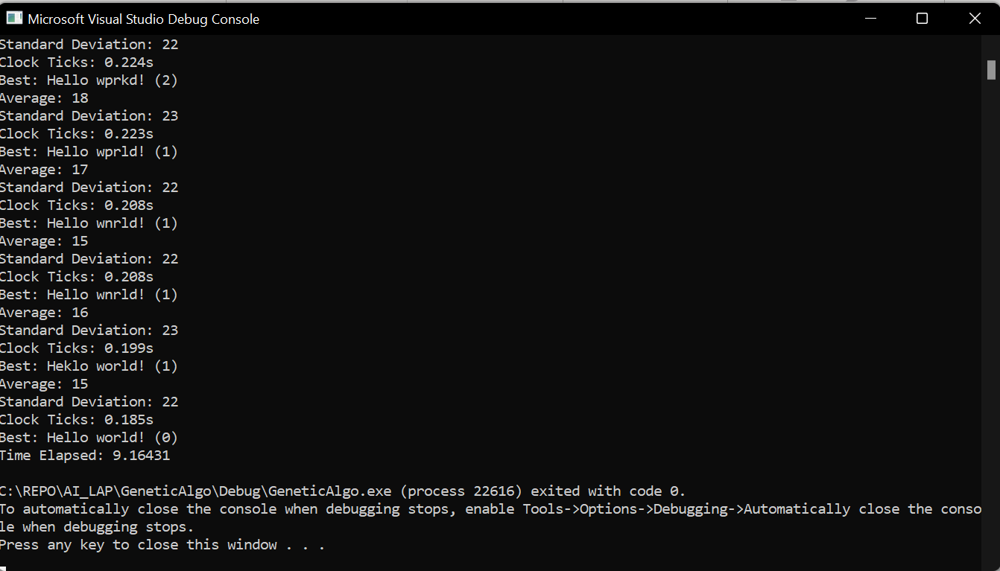 Microsoft Visual Studio Debug Console
Standard Deviation: 22
Clock Ticks: 0.224s
Best: Hello wprkd! (2)
Average: 18
Standard Deviation: 23
Clock Ticks: 0.223s
Best: Hello wprld! (1)
Average: 17
Standard Deviation: 22
Clock Ticks: 0.208s
Best: Hello wnrld! (1)
Average: 15
Standard Deviation: 22
Clock Ticks: 0.208s
Best: Hello wnrld! (1)
Average: 16
Standard Deviation: 23
Clock Ticks: 0.199s
Best: Heklo world! (1)
Average: 15
Standard Deviation: 22
Clock Ticks: 0.185s
Best: Hello world! (0)
Time Elapsed: 9.16431
C:\REPO\AI_LAP\GeneticAlgo\Debug\GeneticAlgo.exe (process 22616) exited with code 0.
To automatically close the console when debugging stops, enable Tools->Options->Debugging->Automatically close the conso
le when debugging stops.
Press any key to close this window . . .